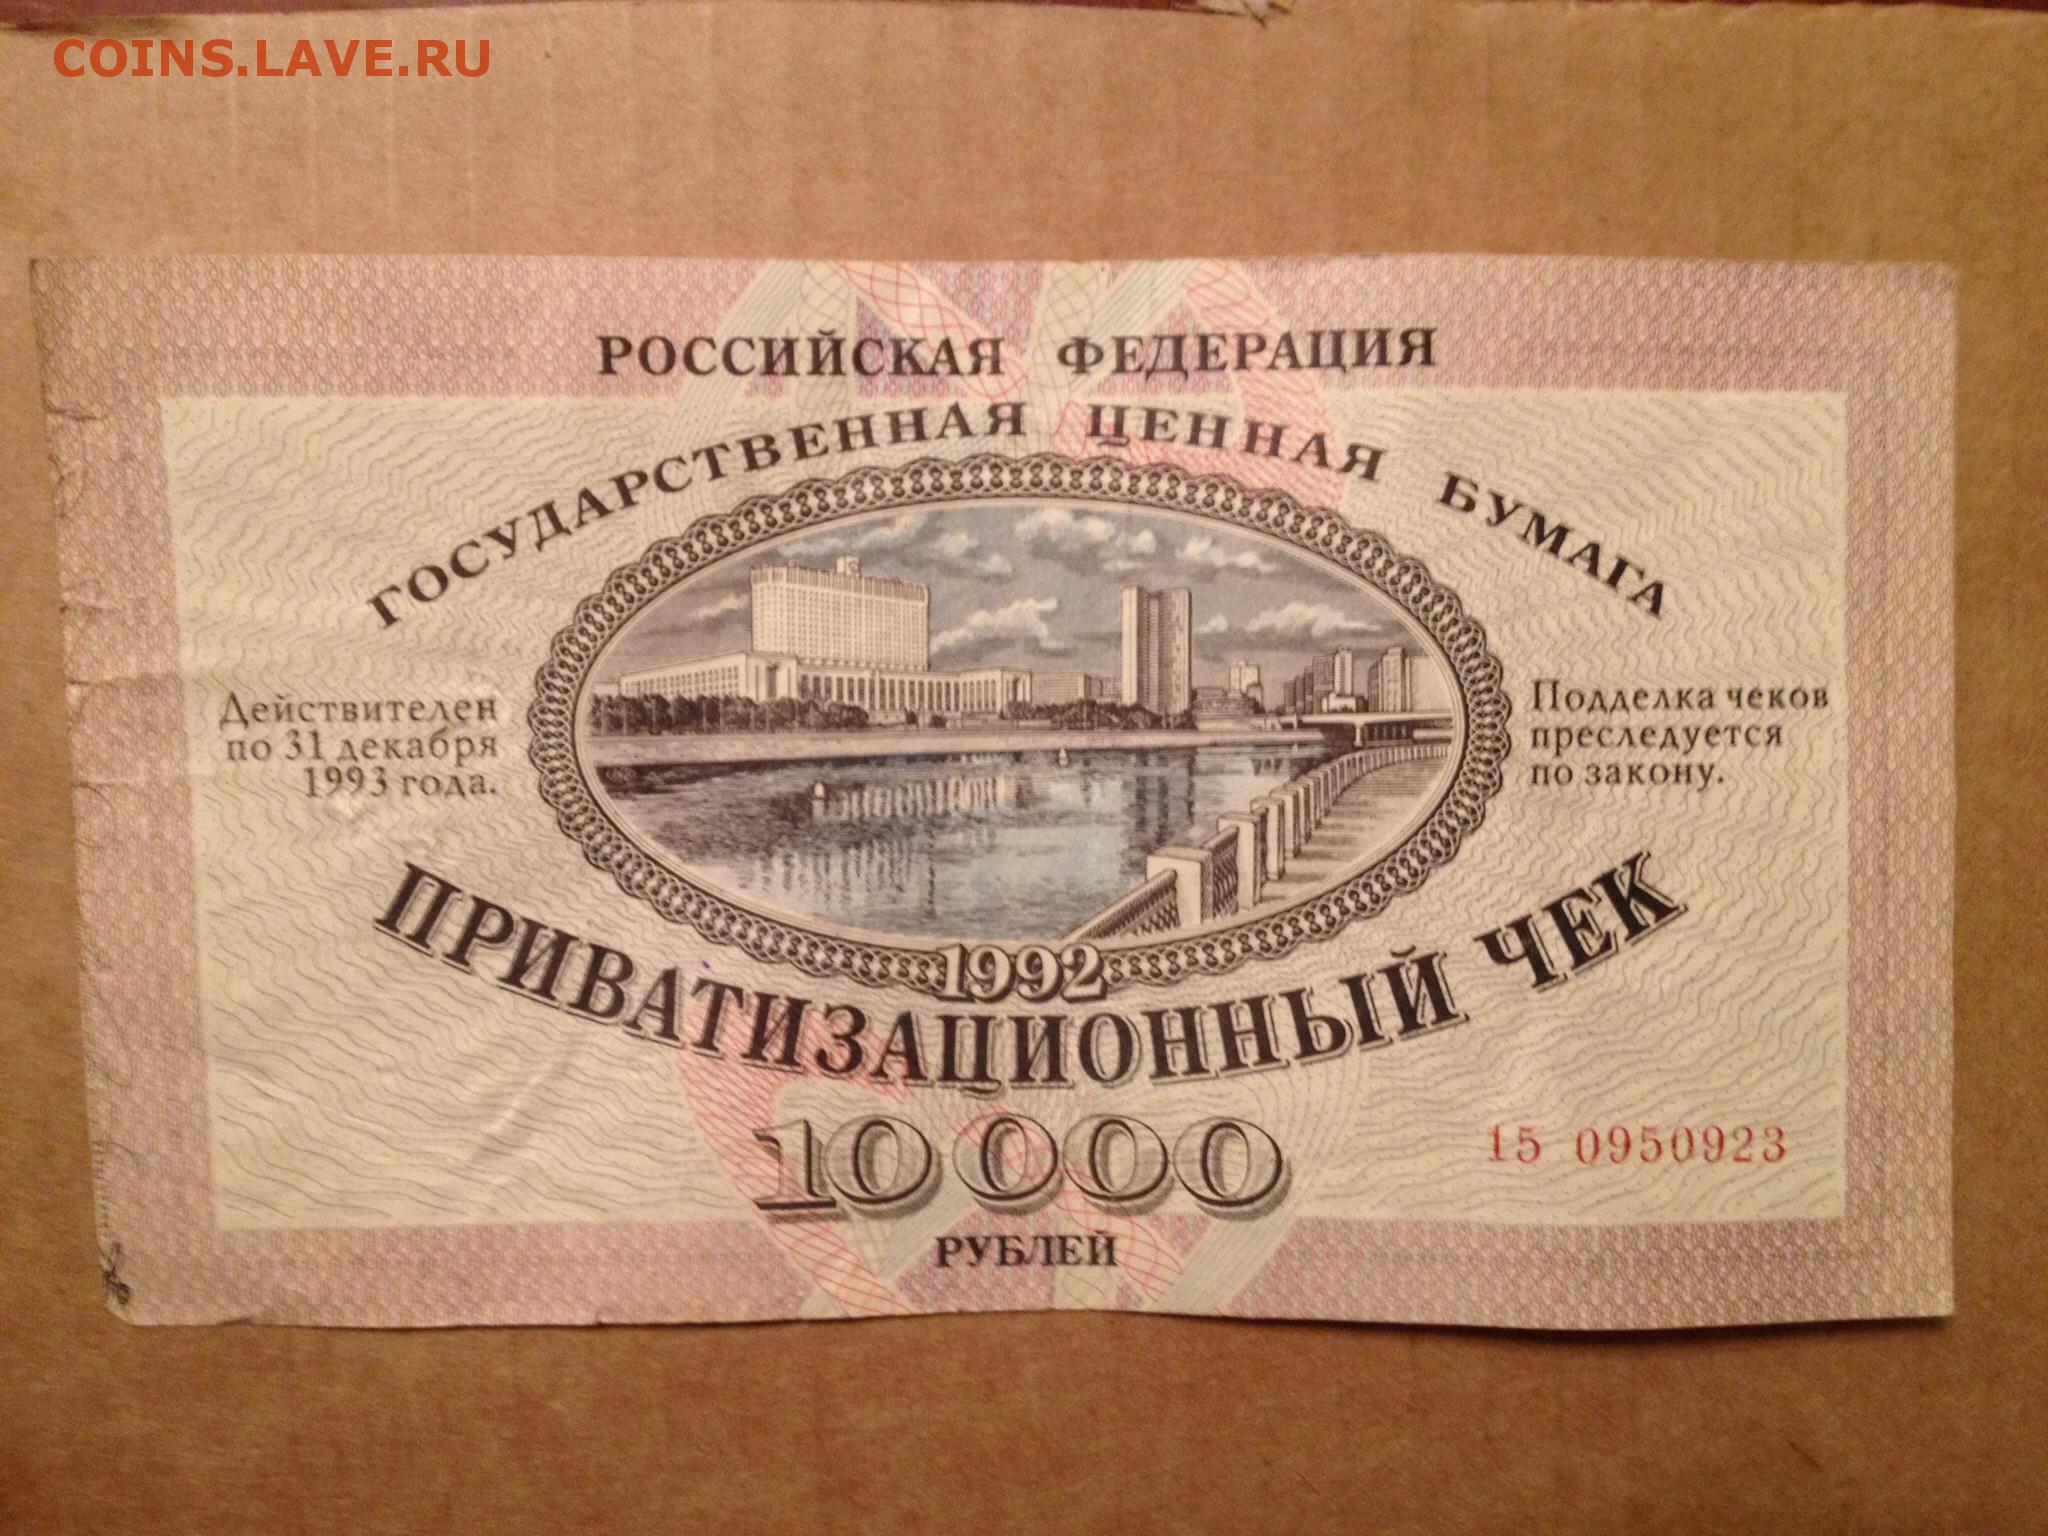 COINS.LAVE.RU
РОССИЙСКАЯ ФЕДЕРАЦИЯ
ГОСУДАРСТВЕННАЯ ЦЕННАЯ БУМАГА
Действителен
по 31 декабря
1993 года.
Подделка чеков
преследуется
по закону.
1992
ПРИВАТИЗАЦИОННЫЙ ЧЕК
10 000
РУБЛЕЙ
15 0950923